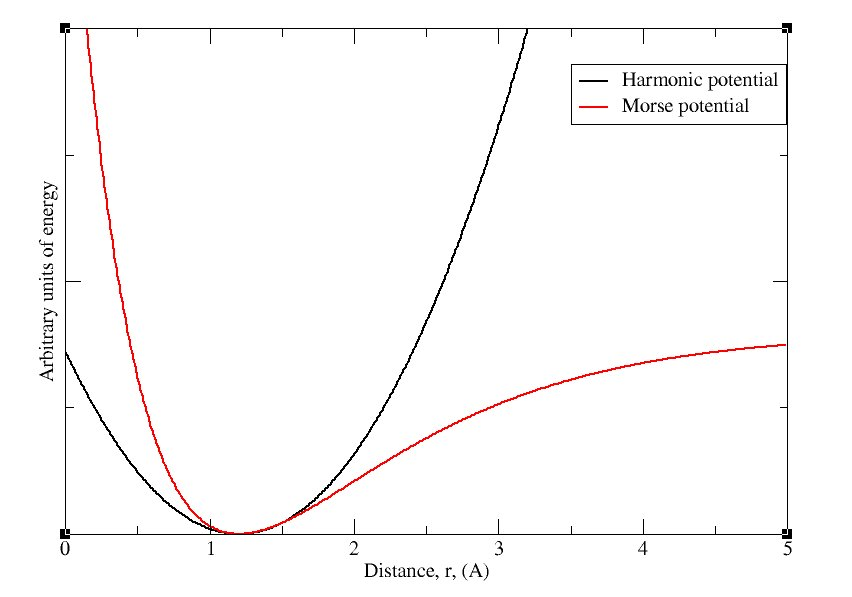 Harmonic potential
Morse potential
Arbitrary units of energy
0 1 2 3 4 5
Distance, r, (A)